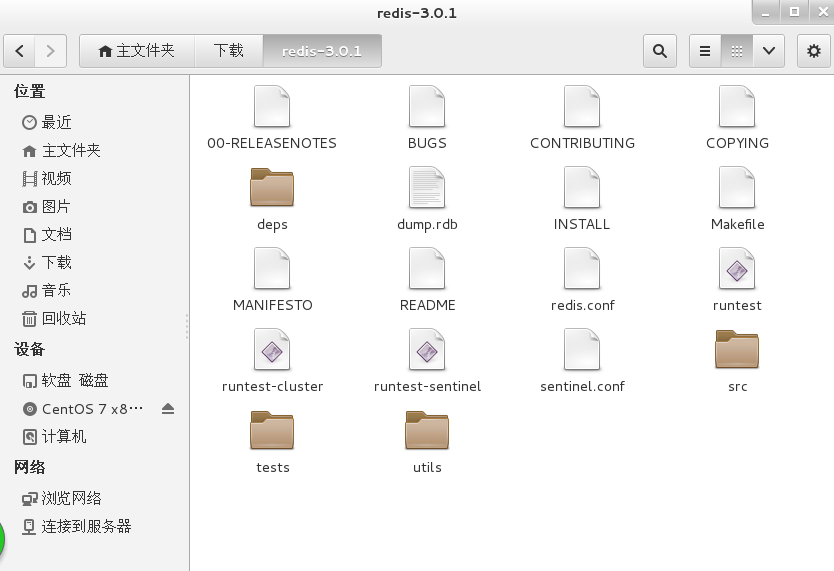 redis-3.0.1
主文件夹 下载 redis-3.0.1
位置
最近
主文件夹
视频
图片
文档
下载
音乐
回收站
设备
软盘 磁盘
CentOS 7 x8…
计算机
网络
浏览网络
连接到服务器
00-RELEASENOTES BUGS CONTRIBUTING COPYING
deps dump.rdb INSTALL Makefile
MANIFESTO README redis.conf runtest
runtest-cluster runtest-sentinel sentinel.conf src
tests utils